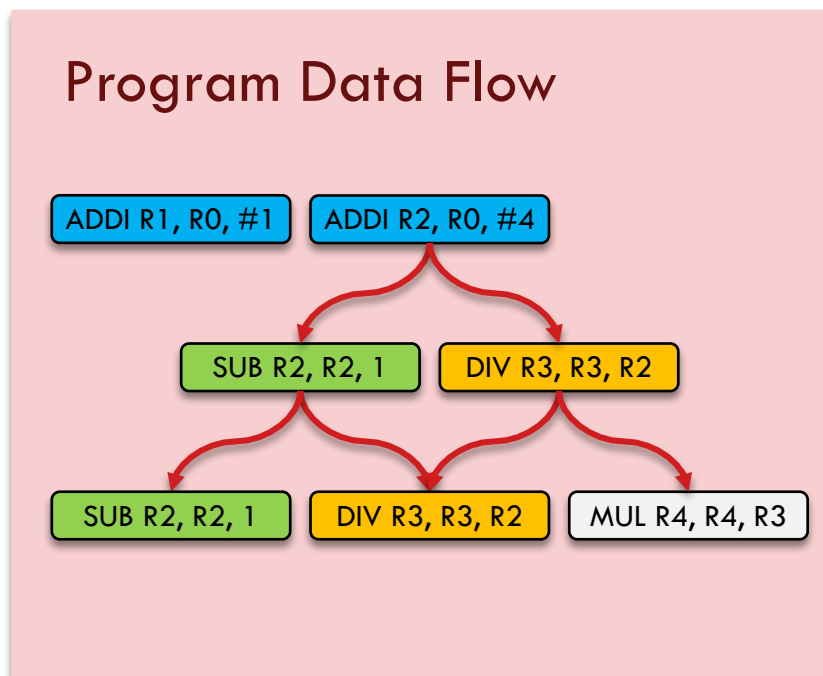 Program Data Flow
ADDI R1, R0, #1
ADDI R2, R0, #4
SUB R2, R2, 1
DIV R3, R3, R2
SUB R2, R2, 1
DIV R3, R3, R2
MUL R4, R4, R3